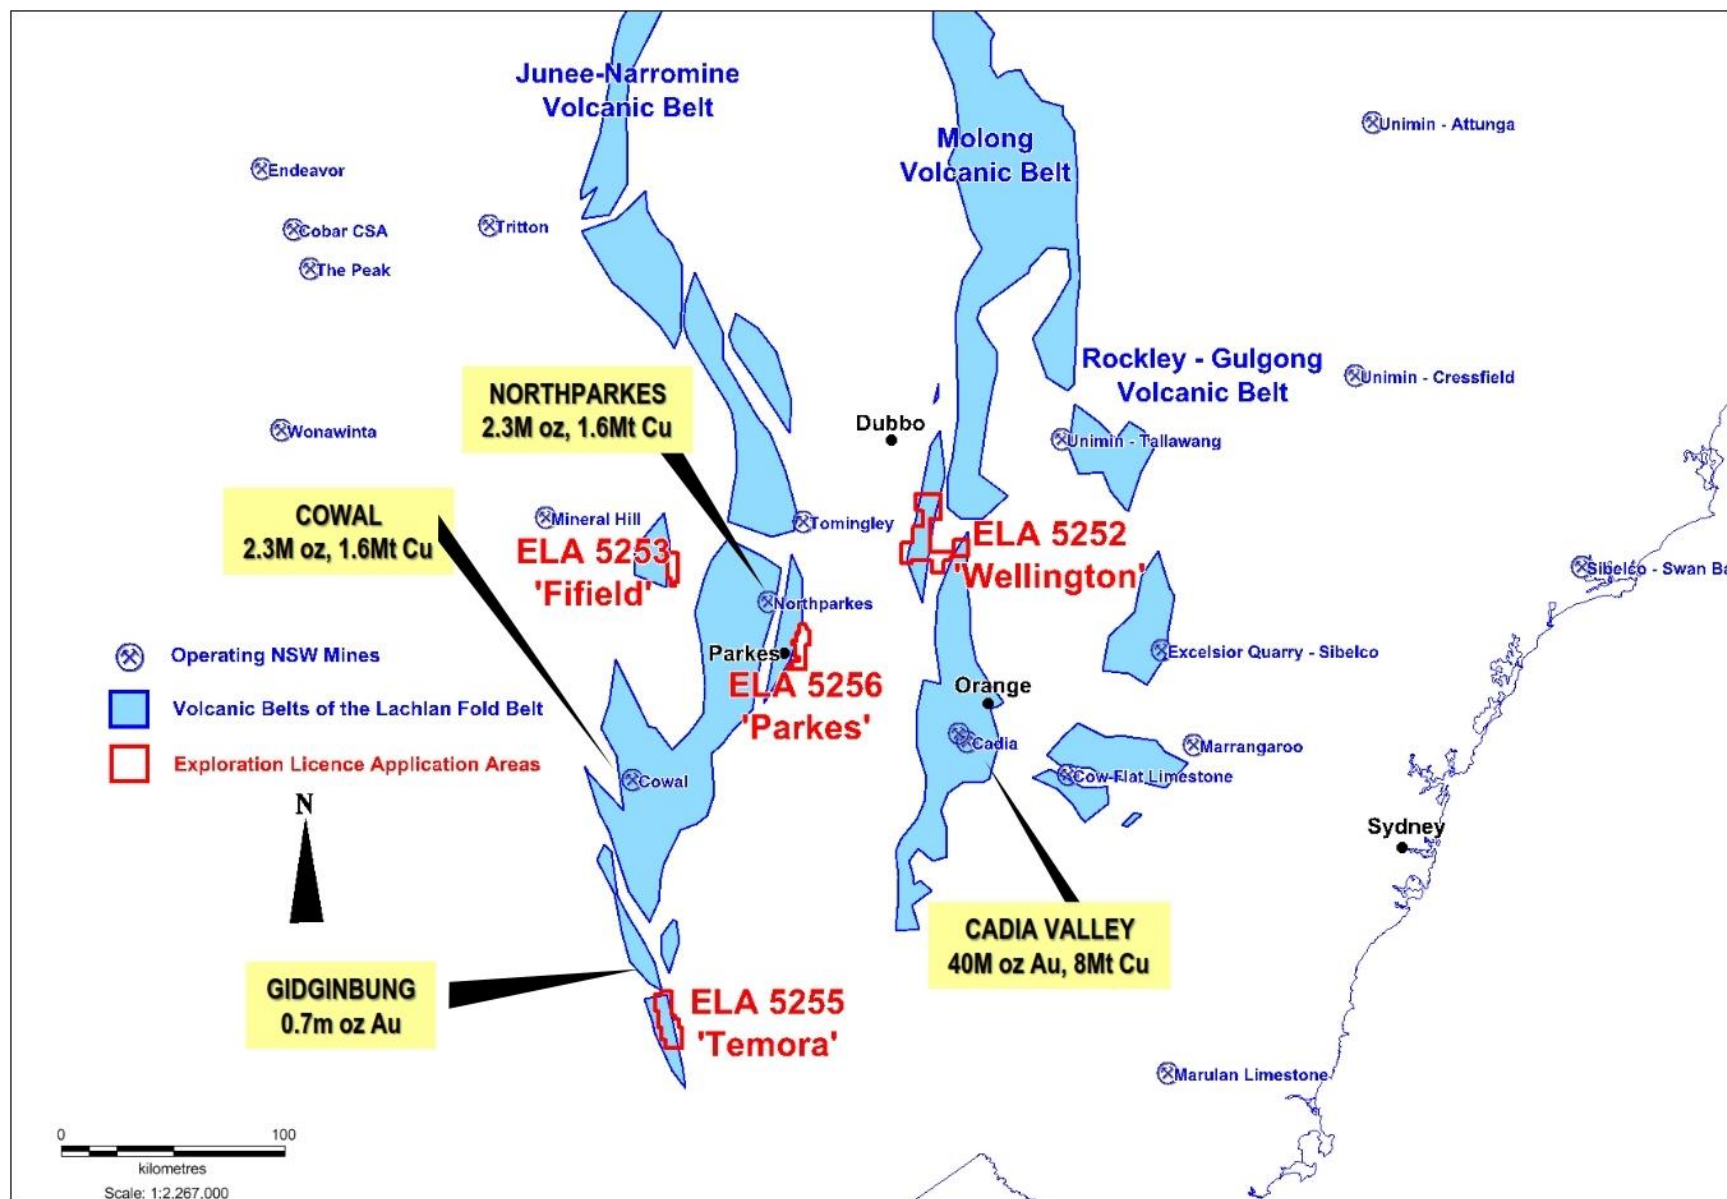 Junee-Narromine
Volcanic Belt
Molong
Volcanic Belt
Unimin - Attunga
Endeavor
Cobar CSA
Tritton
The Peak
Rockley - Gulgong
Volcanic Belt
Unimin - Cressfield
NORTHPARKES
2.3M oz, 1.6Mt Cu
Dubbo
Wonawinta
Unimin - Tallawang
COWAL
2.3M oz, 1.6Mt Cu
Mineral Hill
Tomingley
ELA 5253
'Fifield'
ELA 5252
'Wellington'
Sibelco - Swan Ba
Northparkes
Parkes
ELA 5256
'Parkes'
Excelsior Quarry - Sibelco
Orange
Operating NSW Mines
Volcanic Belts of the Lachlan Fold Belt
Exploration Licence Application Areas
Cadia
Marrangaroo
Cow Flat Limestone
Cowal
N
Sydney
CADIA VALLEY
40M oz Au, 8Mt Cu
GIDGINBUNG
0.7m oz Au
ELA 5255
'Temora'
Marulan Limestone
0 100
kilometres
Scale: 1:2,267,000